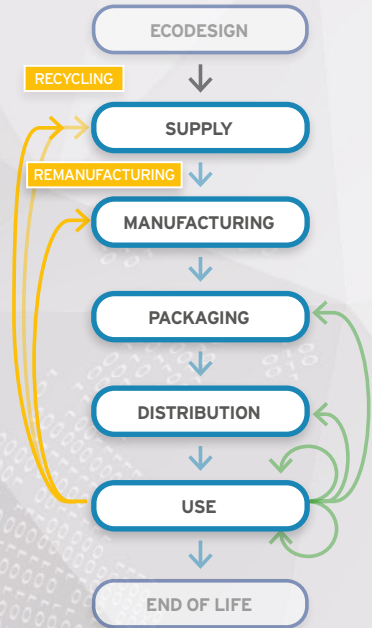 ECODESIGN
RECYCLING
SUPPLY
REMANUFACTURING
MANUFACTURING
PACKAGING
DISTRIBUTION
USE
END OF LIFE